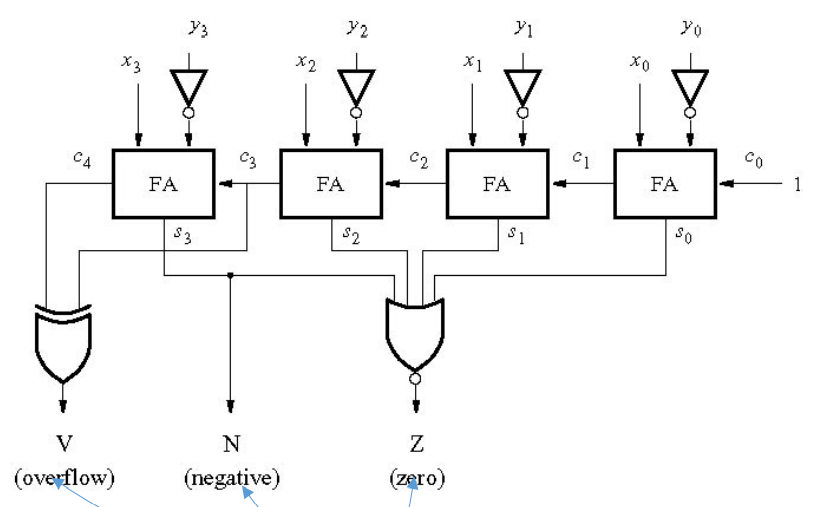 y3 y2 y1 y0
x3 x2 x1 x0
c4 c3 c2 c1 c0
FA FA FA FA 1
s3 s2 s1 s0
V N Z
(overflow) (negative) (zero)